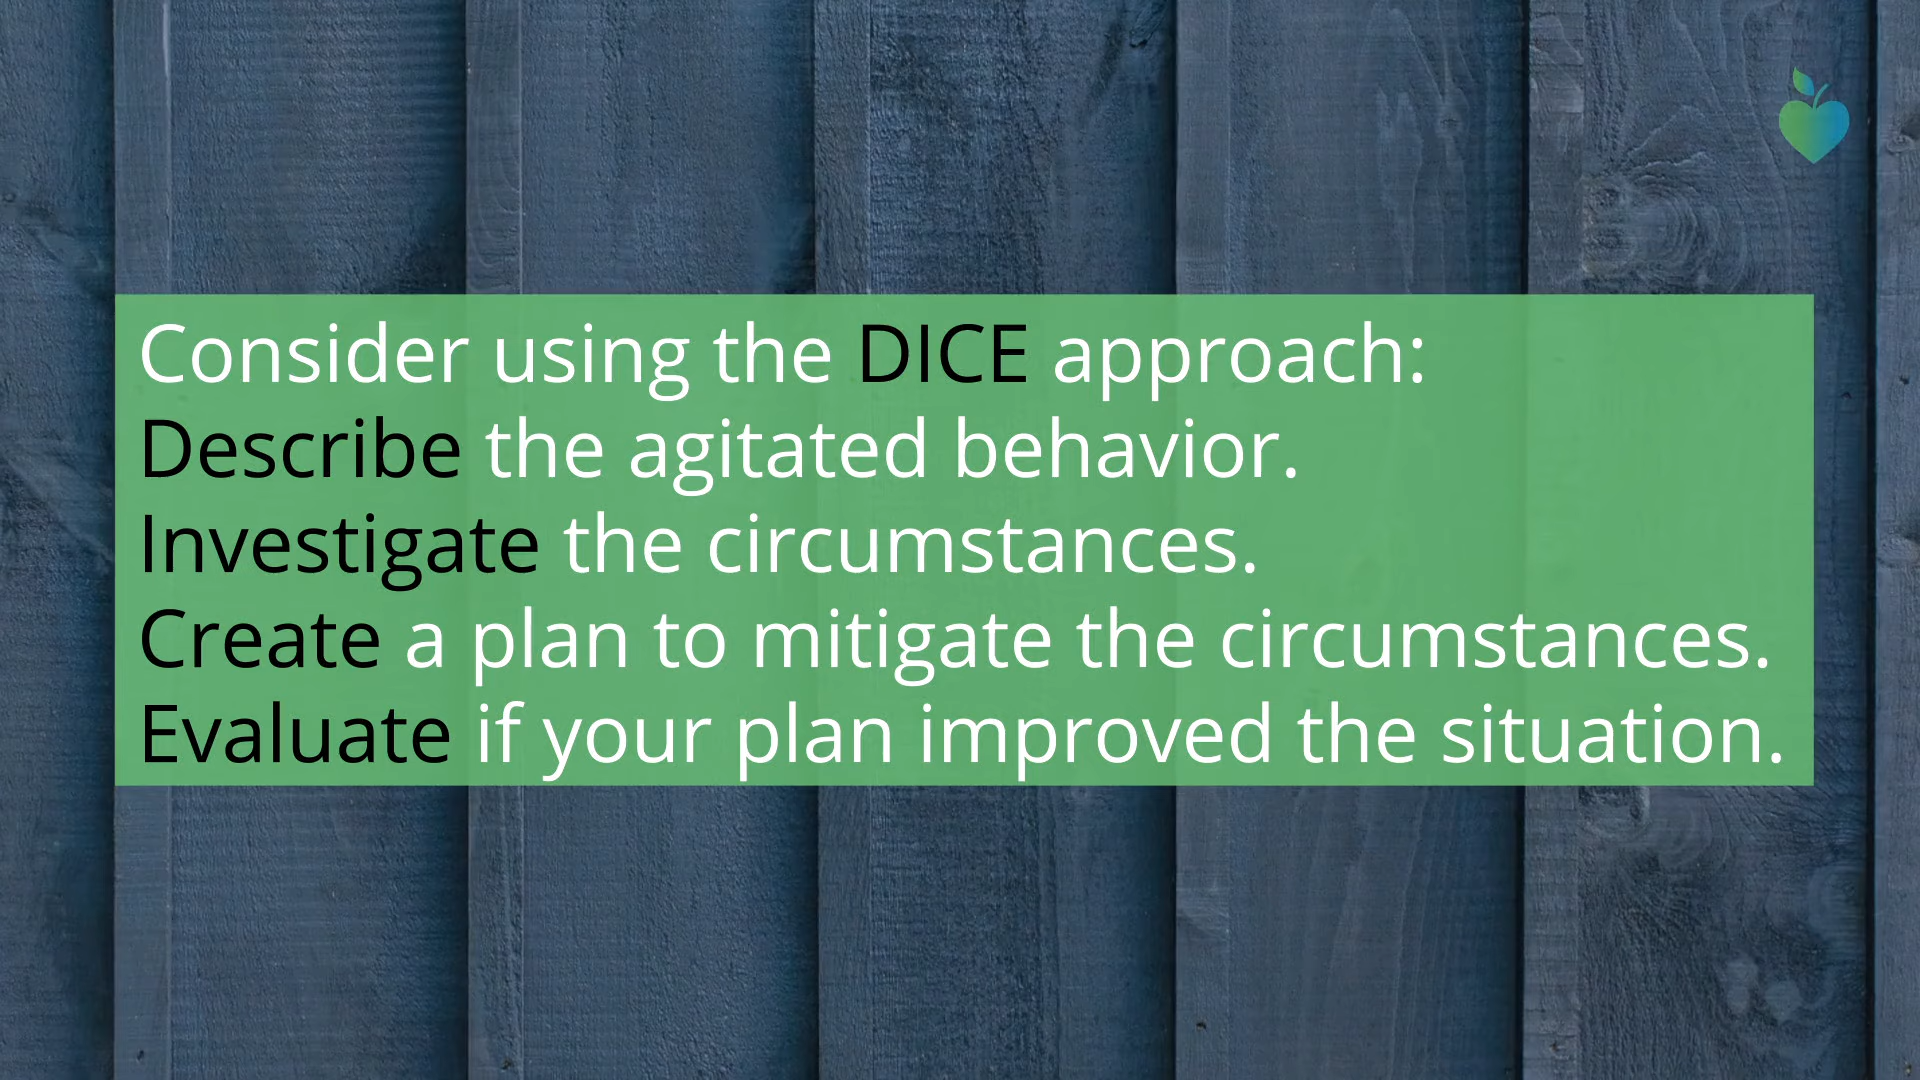 Consider using the DICE approach:
Describe the agitated behavior.
Investigate the circumstances.
Create a plan to mitigate the circumstances.
Evaluate if your plan improved the situation.